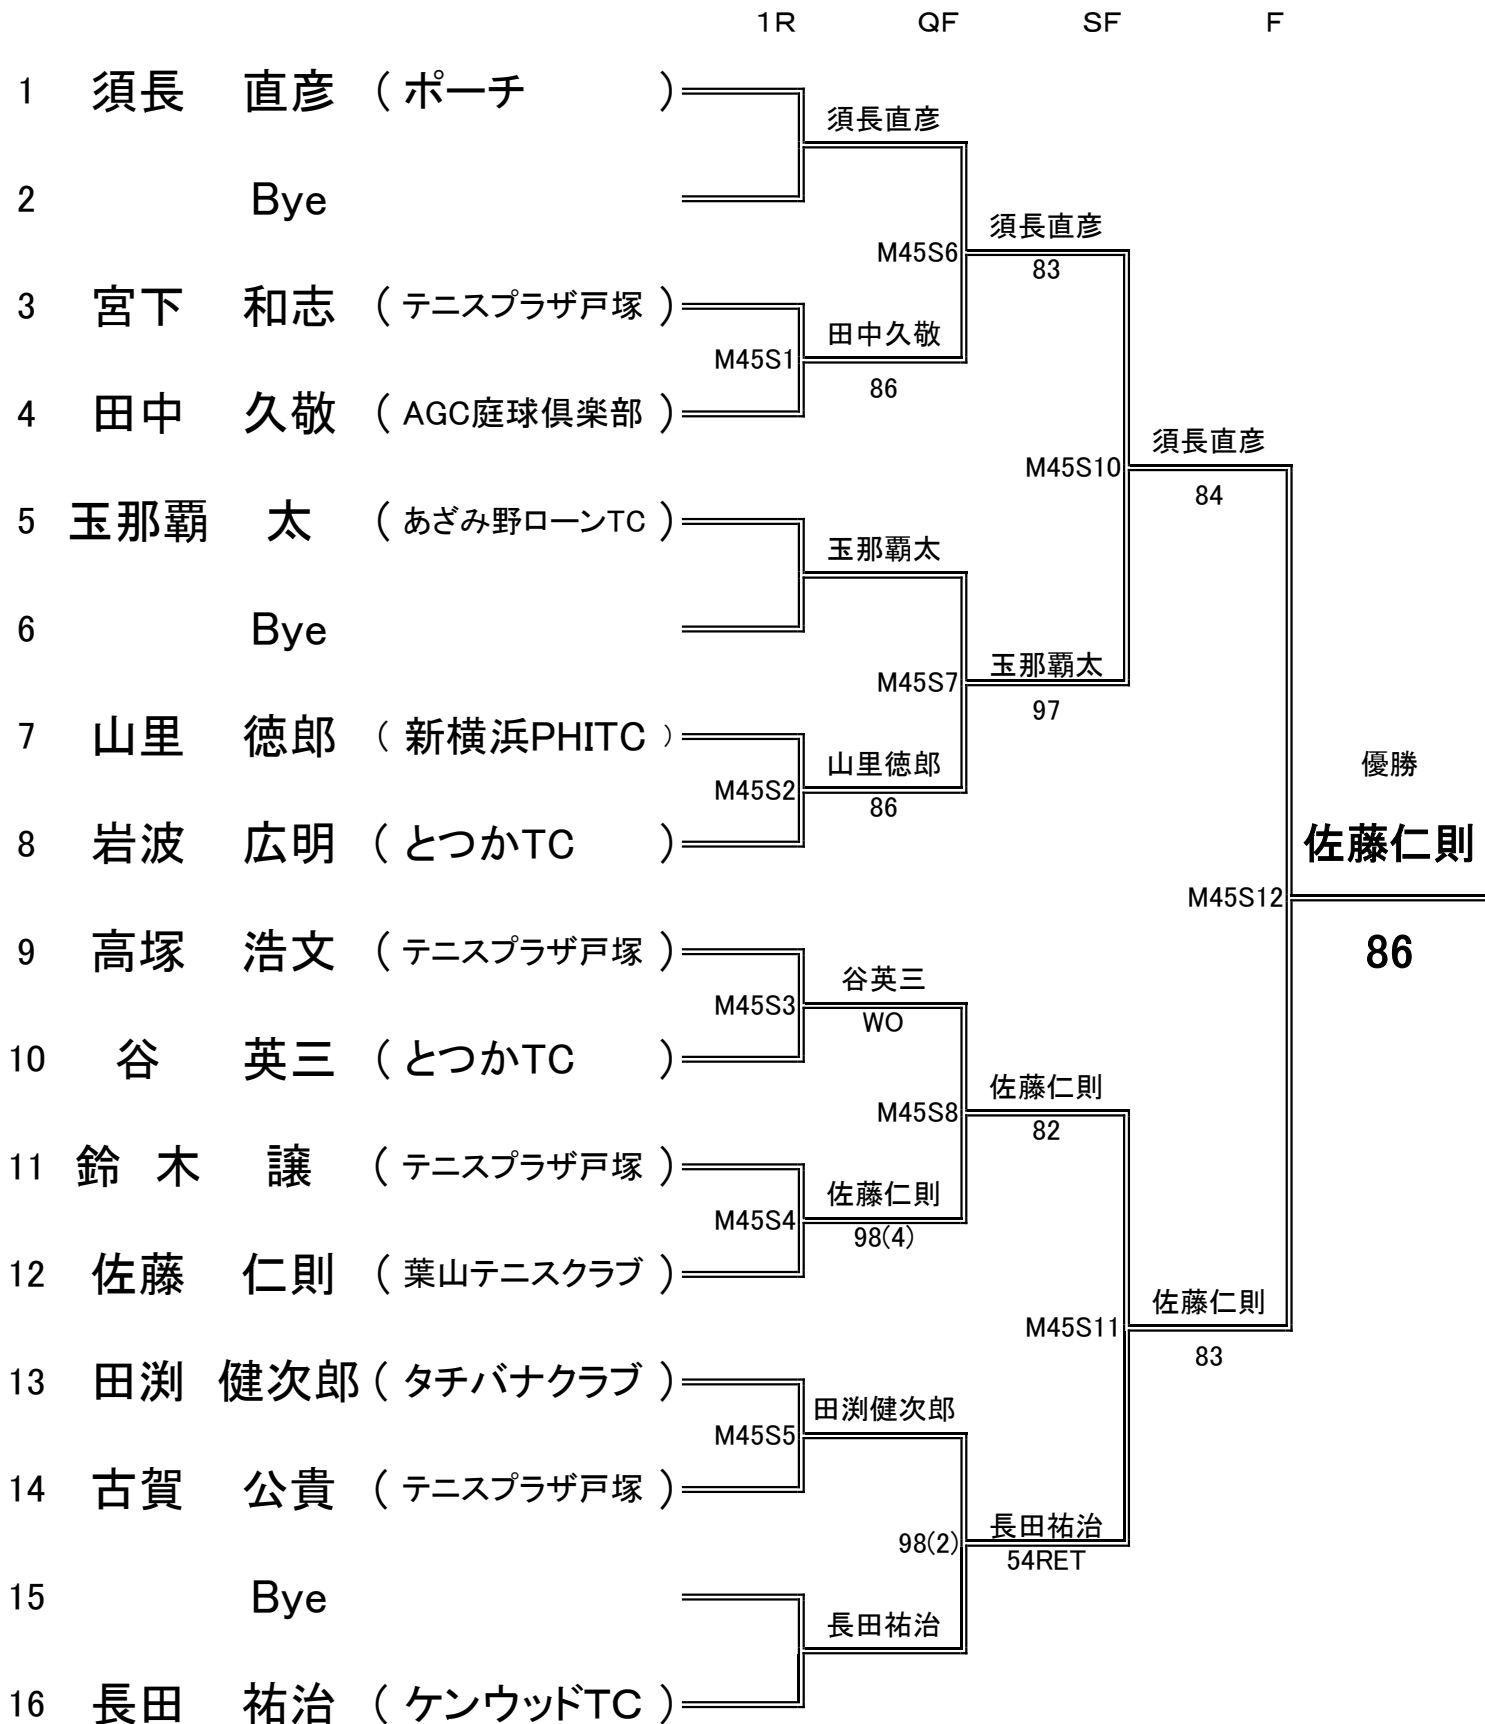 1R QF SF F
1 須長 直彦 ( ポーチ )
須長直彦
2 Bye
須長直彦
M45S6
83
3 宮下 和志 ( テニスプラザ戸塚 )
田中久敬
M45S1
86
4 田中 久敬 ( AGC庭球倶楽部 )
須長直彦
M45S10
84
5 玉那覇 太 ( あざみ野ローンTC )
玉那覇太
6 Bye
玉那覇太
M45S7
97
7 山里 徳郎 ( 新横浜PHITC )
山里徳郎
M45S2
86
優勝
8 岩波 広明 ( とつかTC )
佐藤仁則
M45S12
86
9 高塚 浩文 ( テニスプラザ戸塚 )
谷英三
M45S3
WO
10 谷 英三 ( とつかTC )
佐藤仁則
M45S8
82
11 鈴木 譲 ( テニスプラザ戸塚 )
佐藤仁則
M45S4
98(4)
12 佐藤 仁則 ( 葉山テニスクラブ )
佐藤仁則
M45S11
83
13 田渕 健次郎 ( タチバナクラブ )
田渕健次郎
M45S5
14 古賀 公貴 ( テニスプラザ戸塚 )
長田祐治
98(2)
54RET
15 Bye
長田祐治
16 長田 祐治 ( ケンウッドTC )